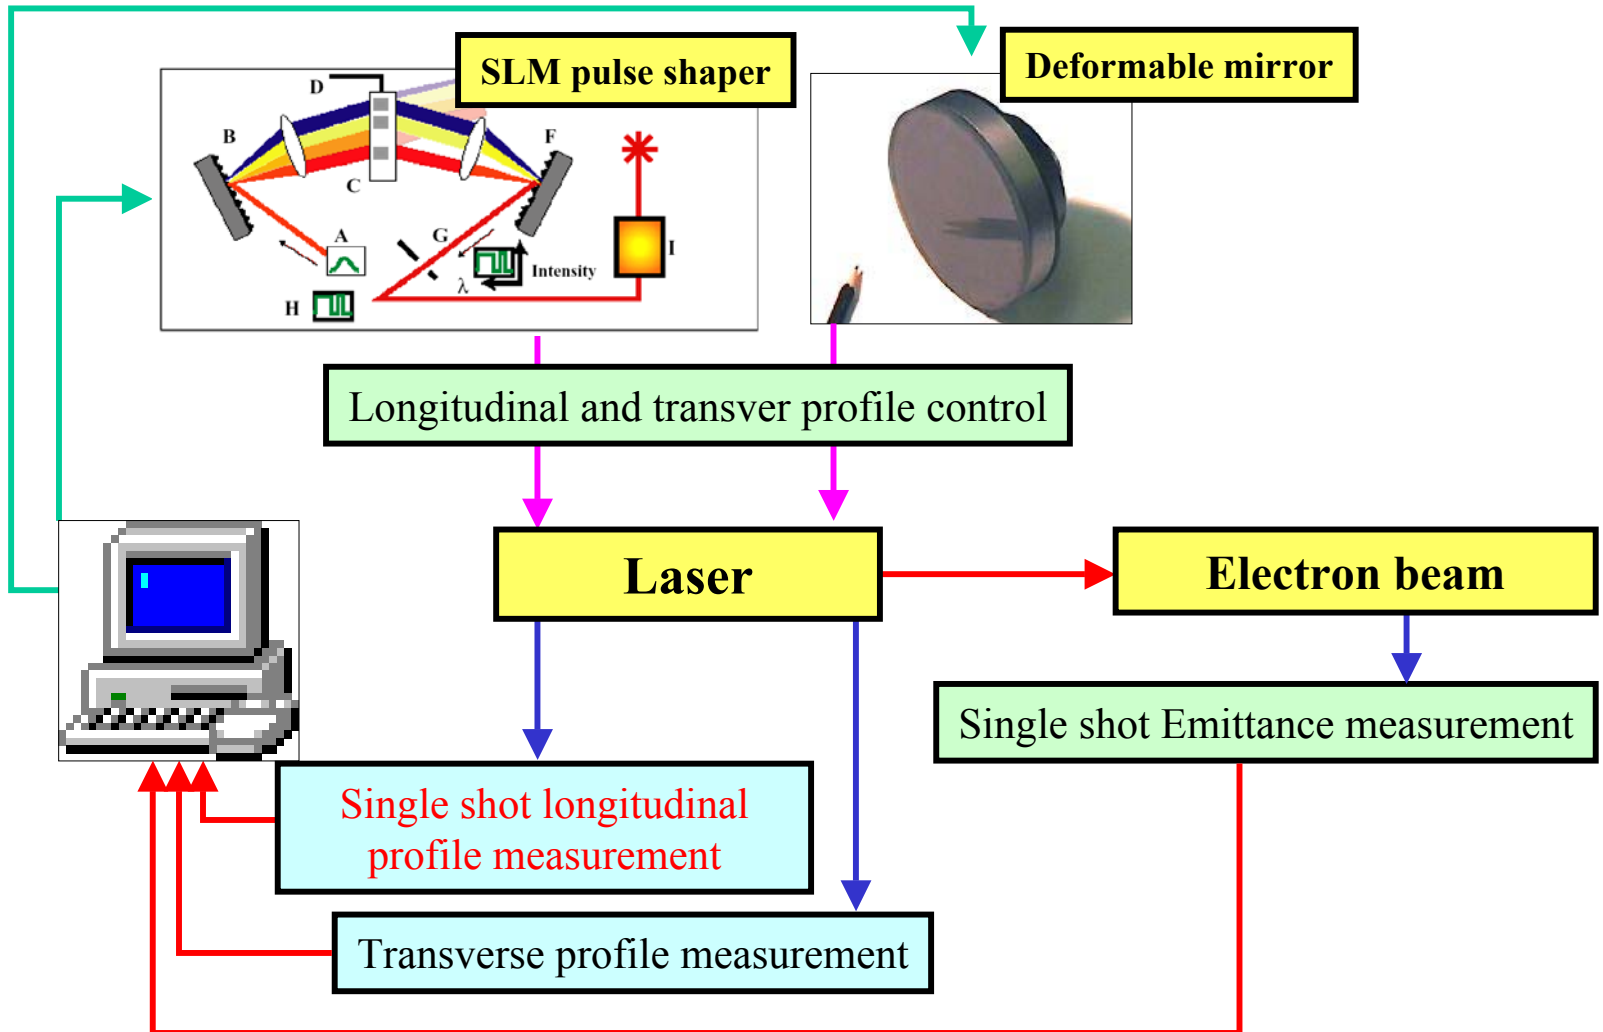 SLM pulse shaper
Deformable mirror
D
B
F
C
A
G
I
Intensity
λ
H
Longitudinal and transver profile control
Laser
Electron beam
Single shot Emittance measurement
Single shot longitudinal
profile measurement
Transverse profile measurement